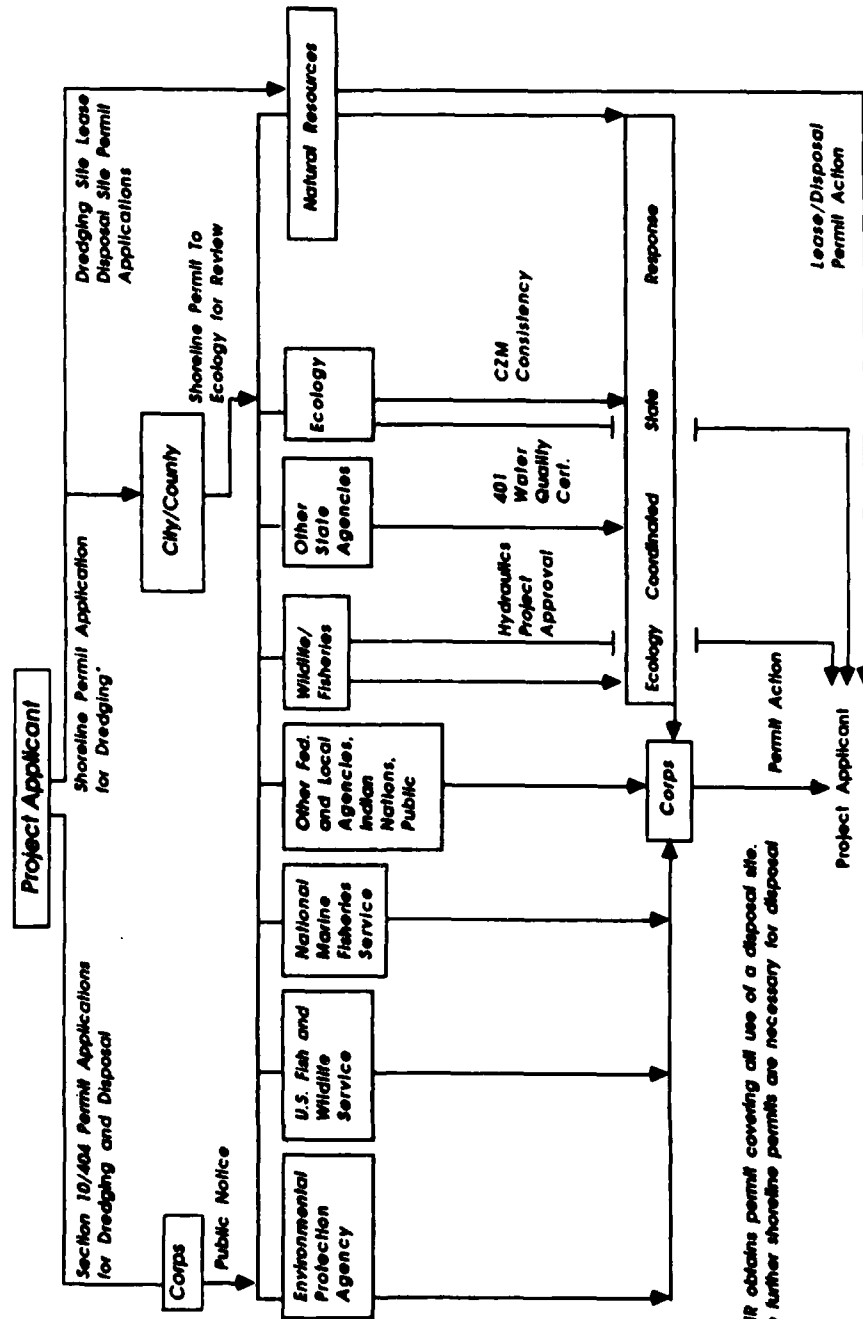 Project Applicant
Section 10/404 Permit Applications
for Dredging and Disposal
Shoreline Permit Application
for Dredging*
Dredging Site Lease
Disposal Site Permit
Applications
Corps
Public Notice
City/County
Shoreline Permit To
Ecology for Review
Environmental
Protection
Agency
U.S. Fish and
Wildlife
Service
National
Marine
Fisheries
Service
Other Fed.
and Local
Agencies,
Indian
Nations,
Public
Wildlife/
Fisheries
Other
State
Agencies
Ecology
Natural Resources
Hydraulics
Project
Approval
401
Water
Quality
Cert.
CZM
Consistency
Corps
Ecology Coordinated State Response
Permit Action
Lease/Disposal
Permit Action
Project Applicant
obtains permit covering all use of a disposal site.
further shoreline permits are necessary for disposal